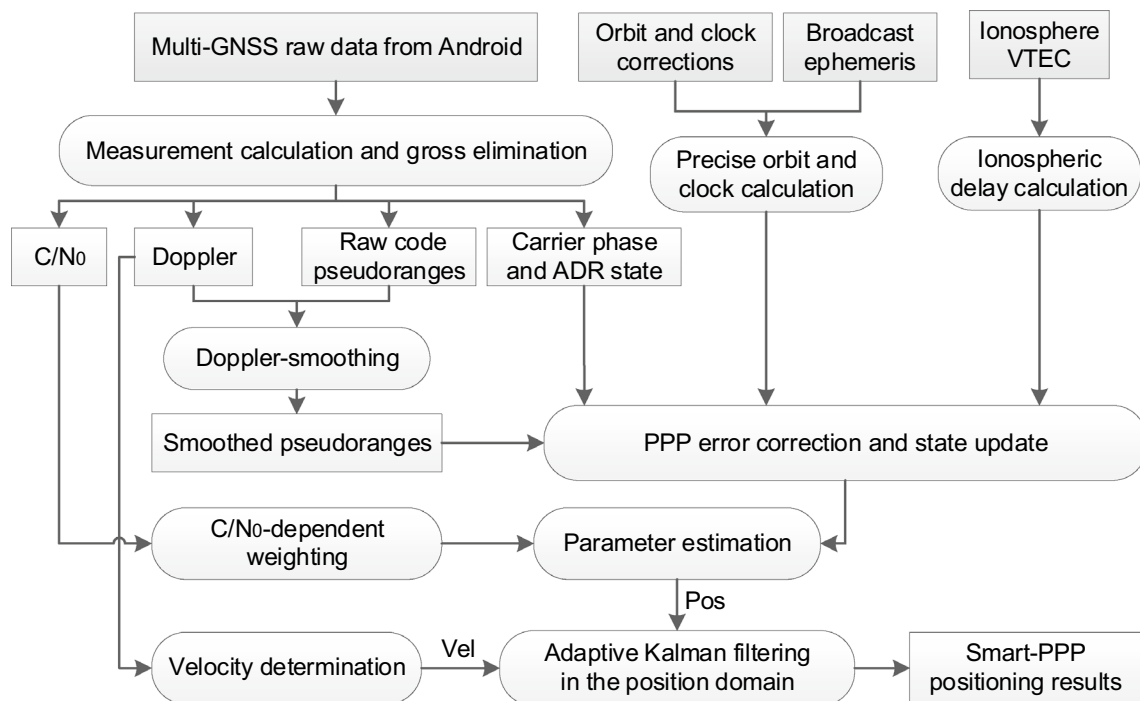 Multi-GNSS raw data from Android
Orbit and clock
corrections
Broadcast
ephemeris
Ionosphere
VTEC
Measurement calculation and gross elimination
Precise orbit and
clock calculation
Ionospheric
delay calculation
C/N0
Doppler
Raw code
pseudoranges
Carrier phase
and ADR state
Doppler-smoothing
Smoothed pseudoranges
PPP error correction and state update
C/N0-dependent
weighting
Parameter estimation
Pos
Velocity determination
Vel
Adaptive Kalman filtering
in the position domain
Smart-PPP
positioning results